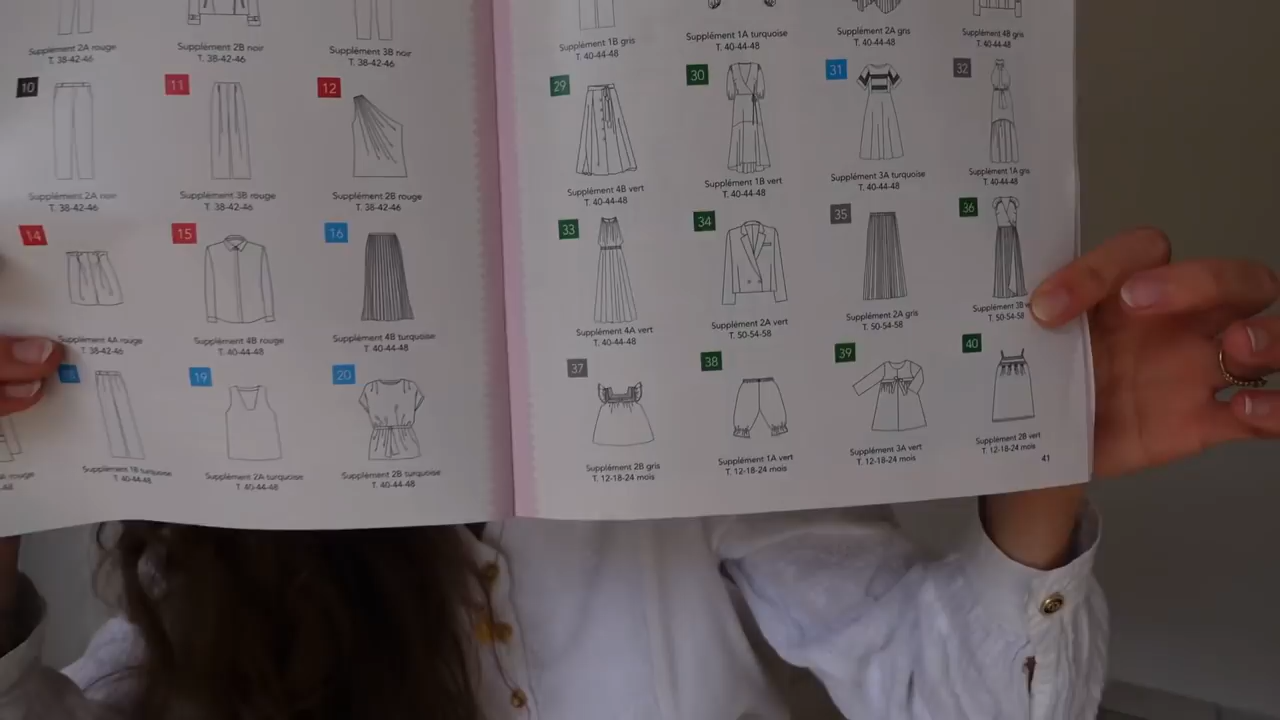 Supplément 2A rouge
T. 38-42-46
Supplément 2B noir
T. 38-42-46
Supplément 3B noir
T. 38-42-46
10
11
12
Supplément 2A noir
T. 38-42-46
Supplément 3B rouge
T. 38-42-46
Supplément 2B rouge
T. 38-42-46
14
15
16
Supplément 4A rouge
T. 38-42-46
Supplément 4B rouge
T. 40-44-48
Supplément 4B turquoise
T. 40-44-48
19
20
rouge
Supplément 1B turquoise
T. 40-44-48
Supplément 2A turquoise
T. 40-44-48
Supplément 2B turquoise
T. 40-44-48
Supplément 1B gris
T. 40-44-48
Supplément 1A turquoise
T. 40-44-48
Supplément 2A gris
T. 40-44-48
Supplément 4B gris
T. 40-44-48
29
30
31
32
Supplément 4B vert
T. 40-44-48
Supplément 1B vert
T. 40-44-48
Supplément 3A turquoise
T. 40-44-48
Supplément 1A gris
T. 40-44-48
33
34
35
36
Supplément 4A vert
T. 40-44-48
Supplément 2A vert
T. 50-54-58
Supplément 2A gris
T. 50-54-58
Supplément 3B
T. 50-54-58
37
38
39
40
Supplément 2B gris
T. 12-18-24 mois
Supplément 1A vert
T. 12-18-24 mois
Supplément 3A vert
T. 12-18-24 mois
Supplément 2B vert
T. 12-18-24 mois
41